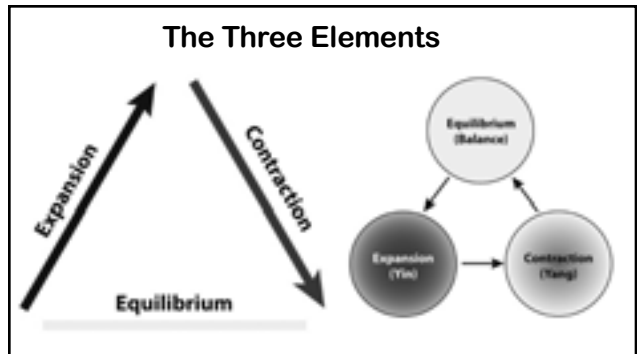 The Three Elements
Expansion
Contraction
Equilibrium
Equilibrium
(Balance)
Expansion
(Yin)
Contraction
(Yang)